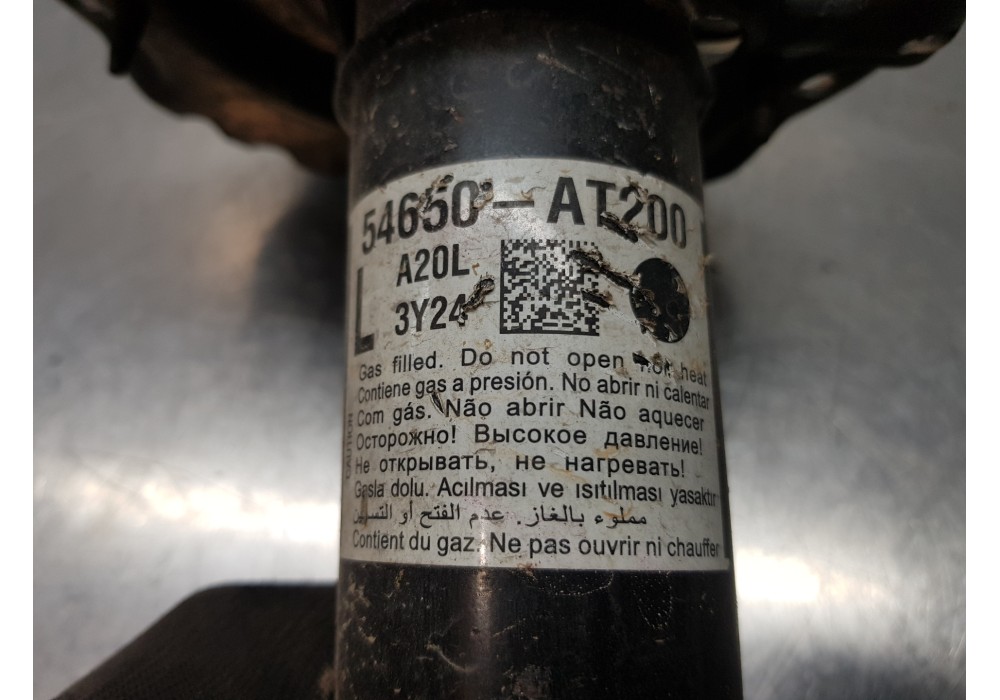 54650-AT200
L
A20L
3Y24
CAUTION
Gas filled. Do not open heat
Contiene gas a presión. No abrir ni calentar
Com gás. Não abrir Não aquecer
Осторожно! Высокое давление!
Не открывать, не нагревать!
Gasla dolu. Acılması ve ısıtılması yasaktır
مملوء بالغاز. عدم الفتح أو التسخين
Contient du gaz. Ne pas ouvrir ni chauffer